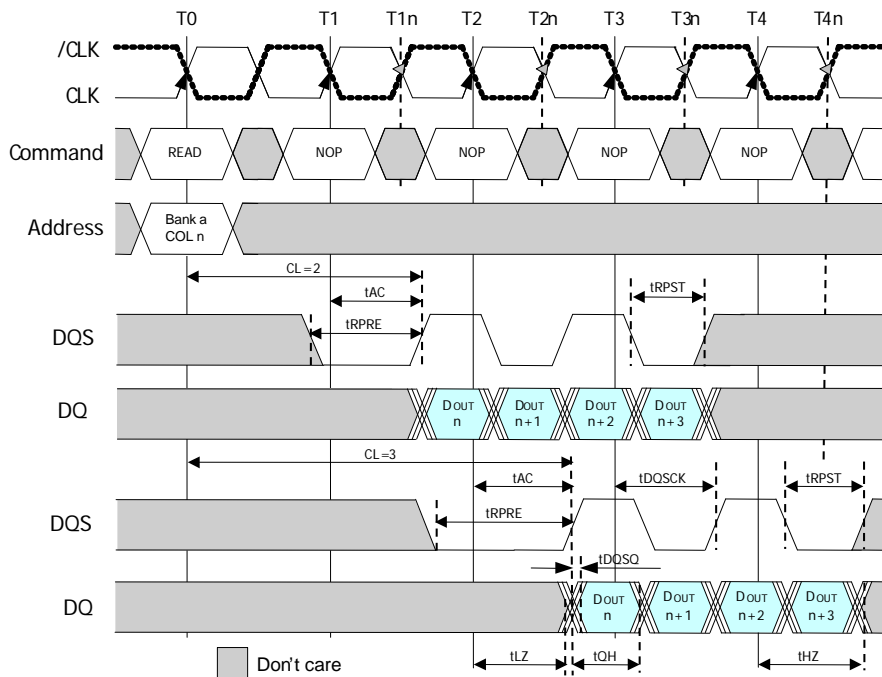 T0 T1 T1n T2 T2n T3 T3n T4 T4n
/CLK
CLK
Command READ NOP NOP NOP NOP
Address Bank a
COL n
CL=2
tAC
tRPRE
tRPST
DQS
DQ
DOUT
n
DOUT
n+1
DOUT
n+2
DOUT
n+3
CL=3
tAC
tDQSCK
tRPST
tRPRE
DQS
tDQSQ
DQ
DOUT
n
DOUT
n+1
DOUT
n+2
DOUT
n+3
tLZ tQH tHZ
Don't care